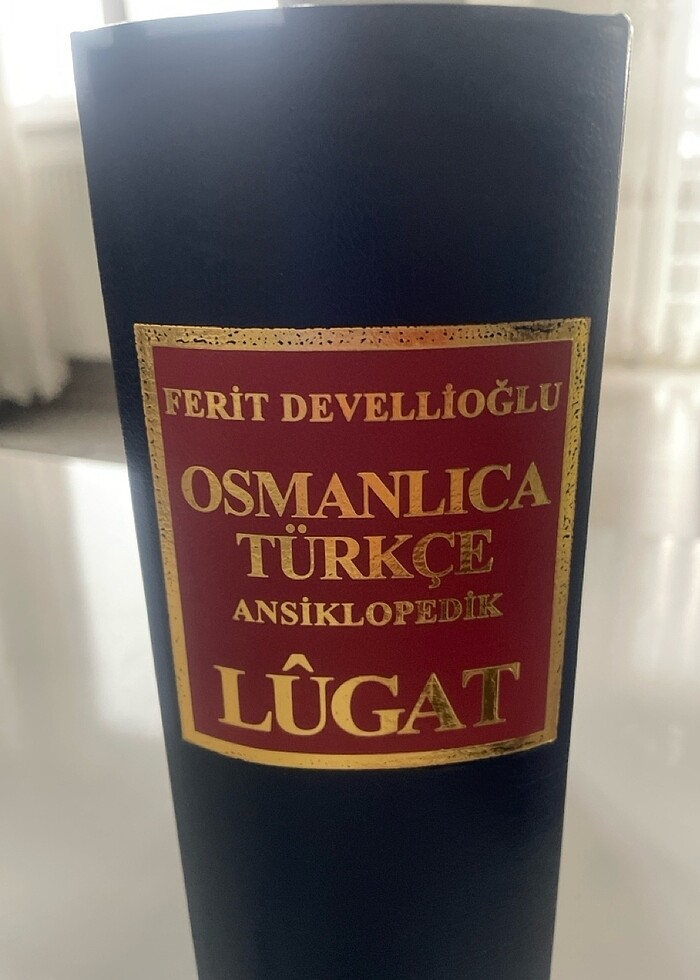 FERİT DEVELLİOĞLU
OSMANLICA
TÜRKÇE
ANSİKLOPEDİK
LÛGAT